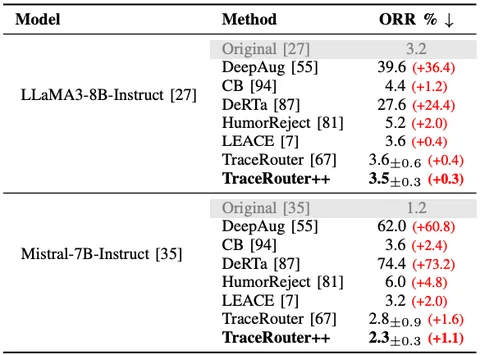 Model Method ORR % ↓
Original [27] 3.2
DeepAug [55] 39.6 (+36.4)
CB [94] 4.4 (+1.2)
LLaMA3-8B-Instruct [27] DeRTa [87] 27.6 (+24.4)
HumorReject [81] 5.2 (+2.0)
LEACE [7] 3.6 (+0.4)
TraceRouter [67] 3.6±0.6 (+0.4)
TraceRouter++ 3.5±0.3 (+0.3)
Original [35] 1.2
DeepAug [55] 62.0 (+60.8)
CB [94] 3.6 (+2.4)
Mistral-7B-Instruct [35] DeRTa [87] 74.4 (+73.2)
HumorReject [81] 6.0 (+4.8)
LEACE [7] 3.2 (+2.0)
TraceRouter [67] 2.8±0.9 (+1.6)
TraceRouter++ 2.3±0.3 (+1.1)